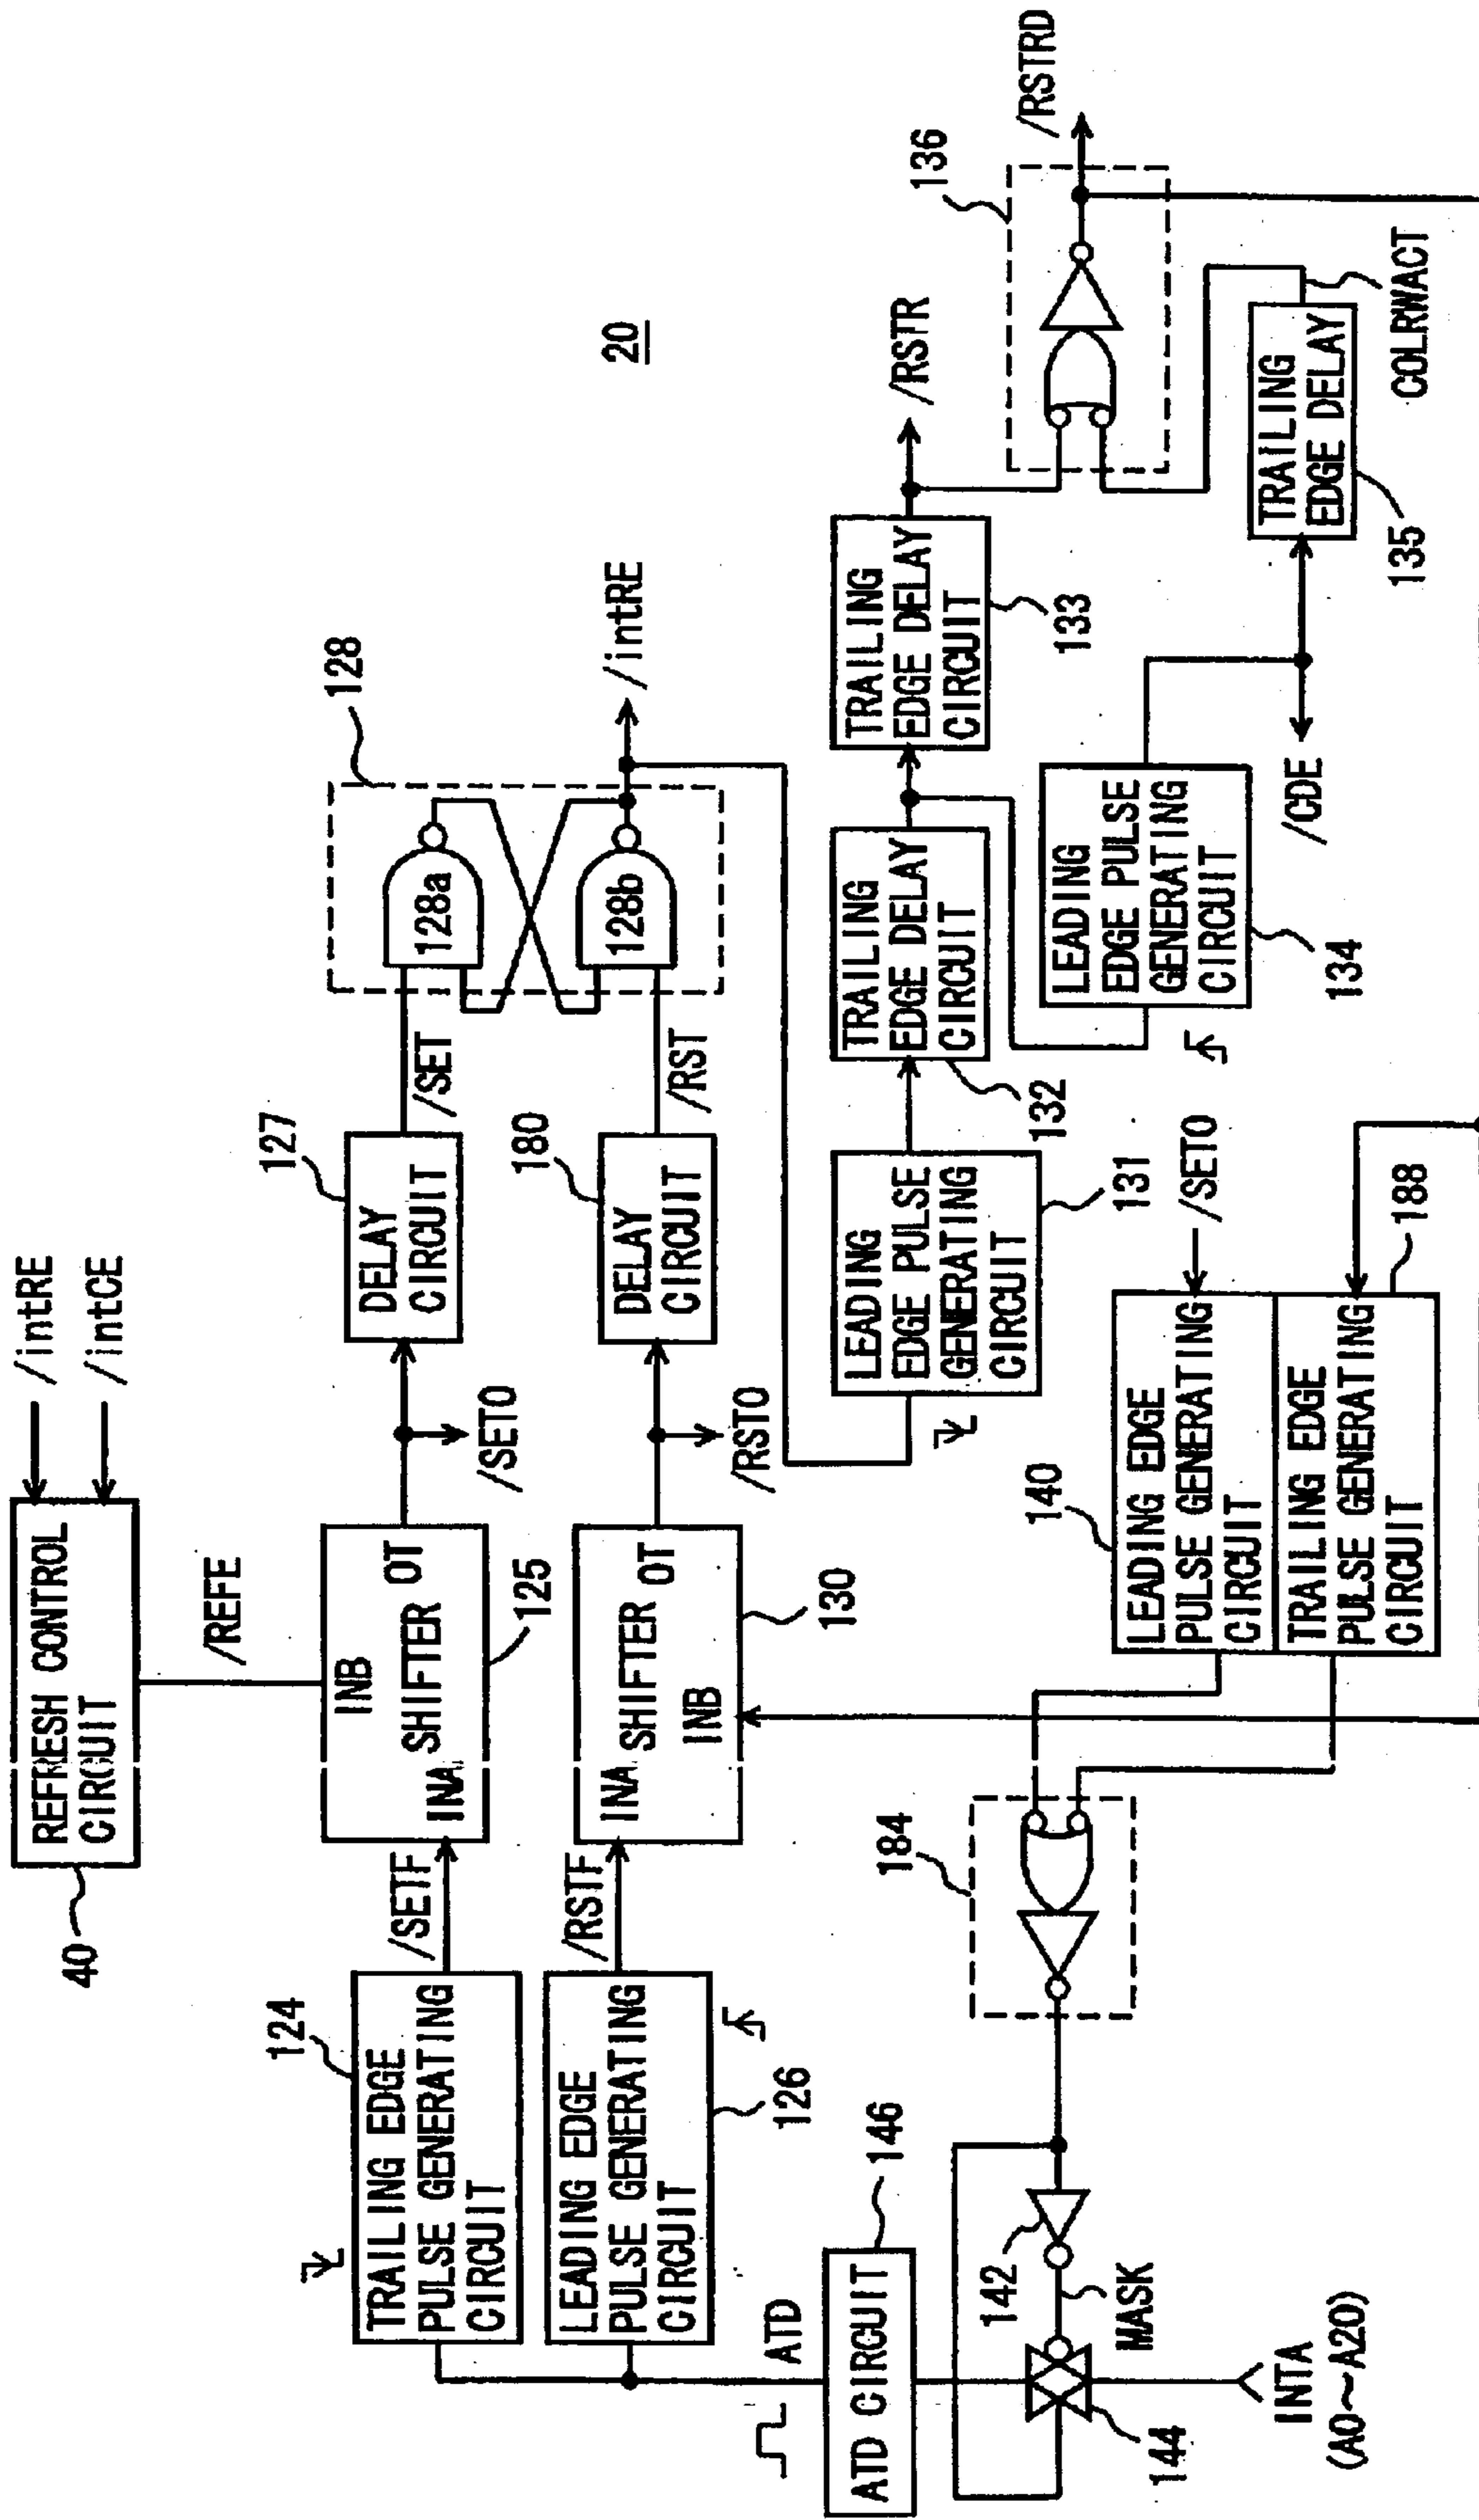 40
REFRESH CONTROL
CIRCUIT
/intRE
/intCE
/REFE
124
TRAILING EDGE
PULSE GENERATING
CIRCUIT
/SETF
INB
INA SHIFTER OT
125
/SETO
127
DELAY
CIRCUIT
/SET
128
128a
128b
/intRE
20
LEADING EDGE
PULSE GENERATING
CIRCUIT
126
/RSTF
INA SHIFTER OT
INB
130
/RSTO
180
DELAY
CIRCUIT
/RST
ATD
ATD CIRCUIT
146
184
142
MASK
144
INTA
(A0~A20)
LEADING
EDGE PULSE
GENERATING
CIRCUIT
131
TRAILING
EDGE DELAY
CIRCUIT
132
TRAILING
EDGE DELAY
CIRCUIT
133
/RSTR
136
/RSTRD
LEADING
EDGE PULSE
GENERATING
CIRCUIT
134
/CDE
TRAILING
EDGE DELAY
135
COLRWACT
140
LEADING EDGE
PULSE GENERATING
CIRCUIT
/SETO
TRAILING EDGE
PULSE GENERATING
CIRCUIT
188